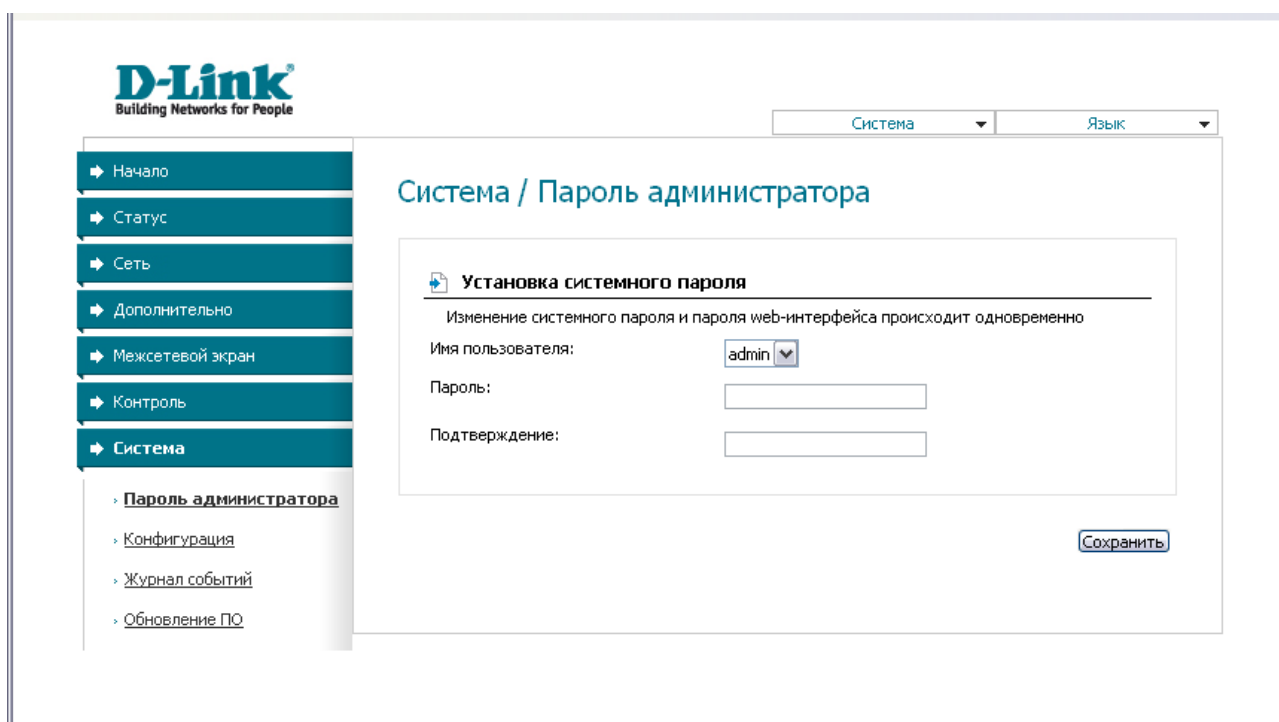 D-Link®
Building Networks for People
Система
Язык
Начало
Статус
Сеть
Дополнительно
Межсетевой экран
Контроль
Система
Пароль администратора
Конфигурация
Журнал событий
Обновление ПО
Система / Пароль администратора
Установка системного пароля
Изменение системного пароля и пароля web-интерфейса происходит одновременно
Имя пользователя: admin
Пароль:
Подтверждение:
Сохранить